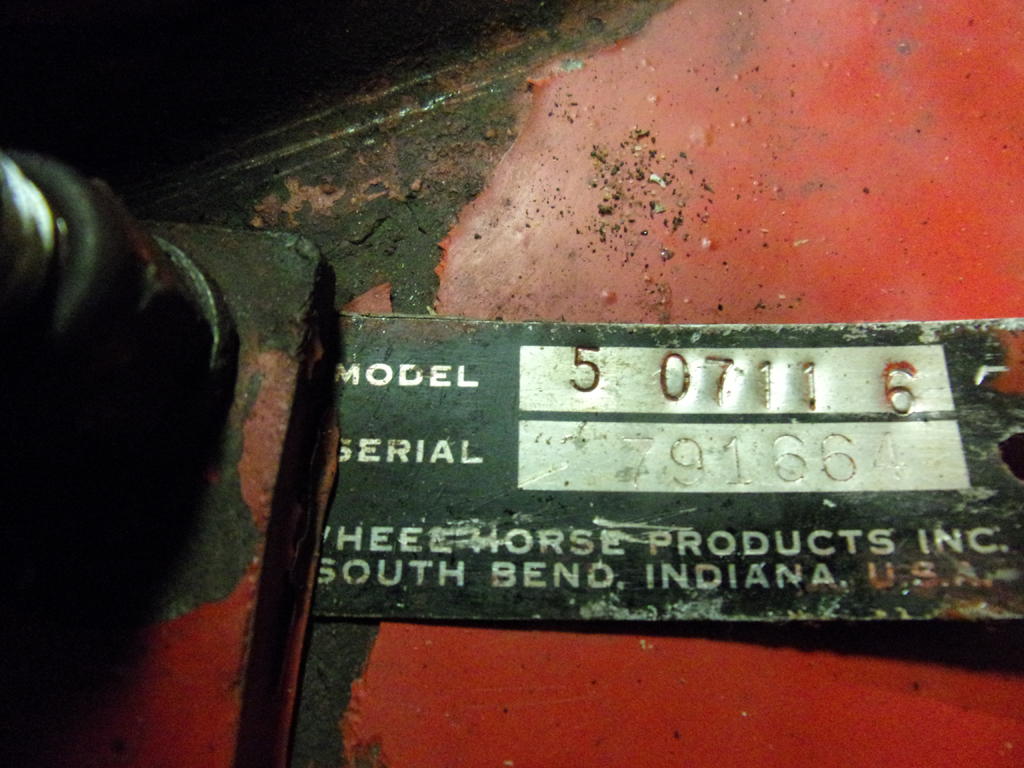 MODEL 5 0711 6
SERIAL 791664
WHEEL HORSE PRODUCTS INC.
SOUTH BEND, INDIANA, U.S.A.